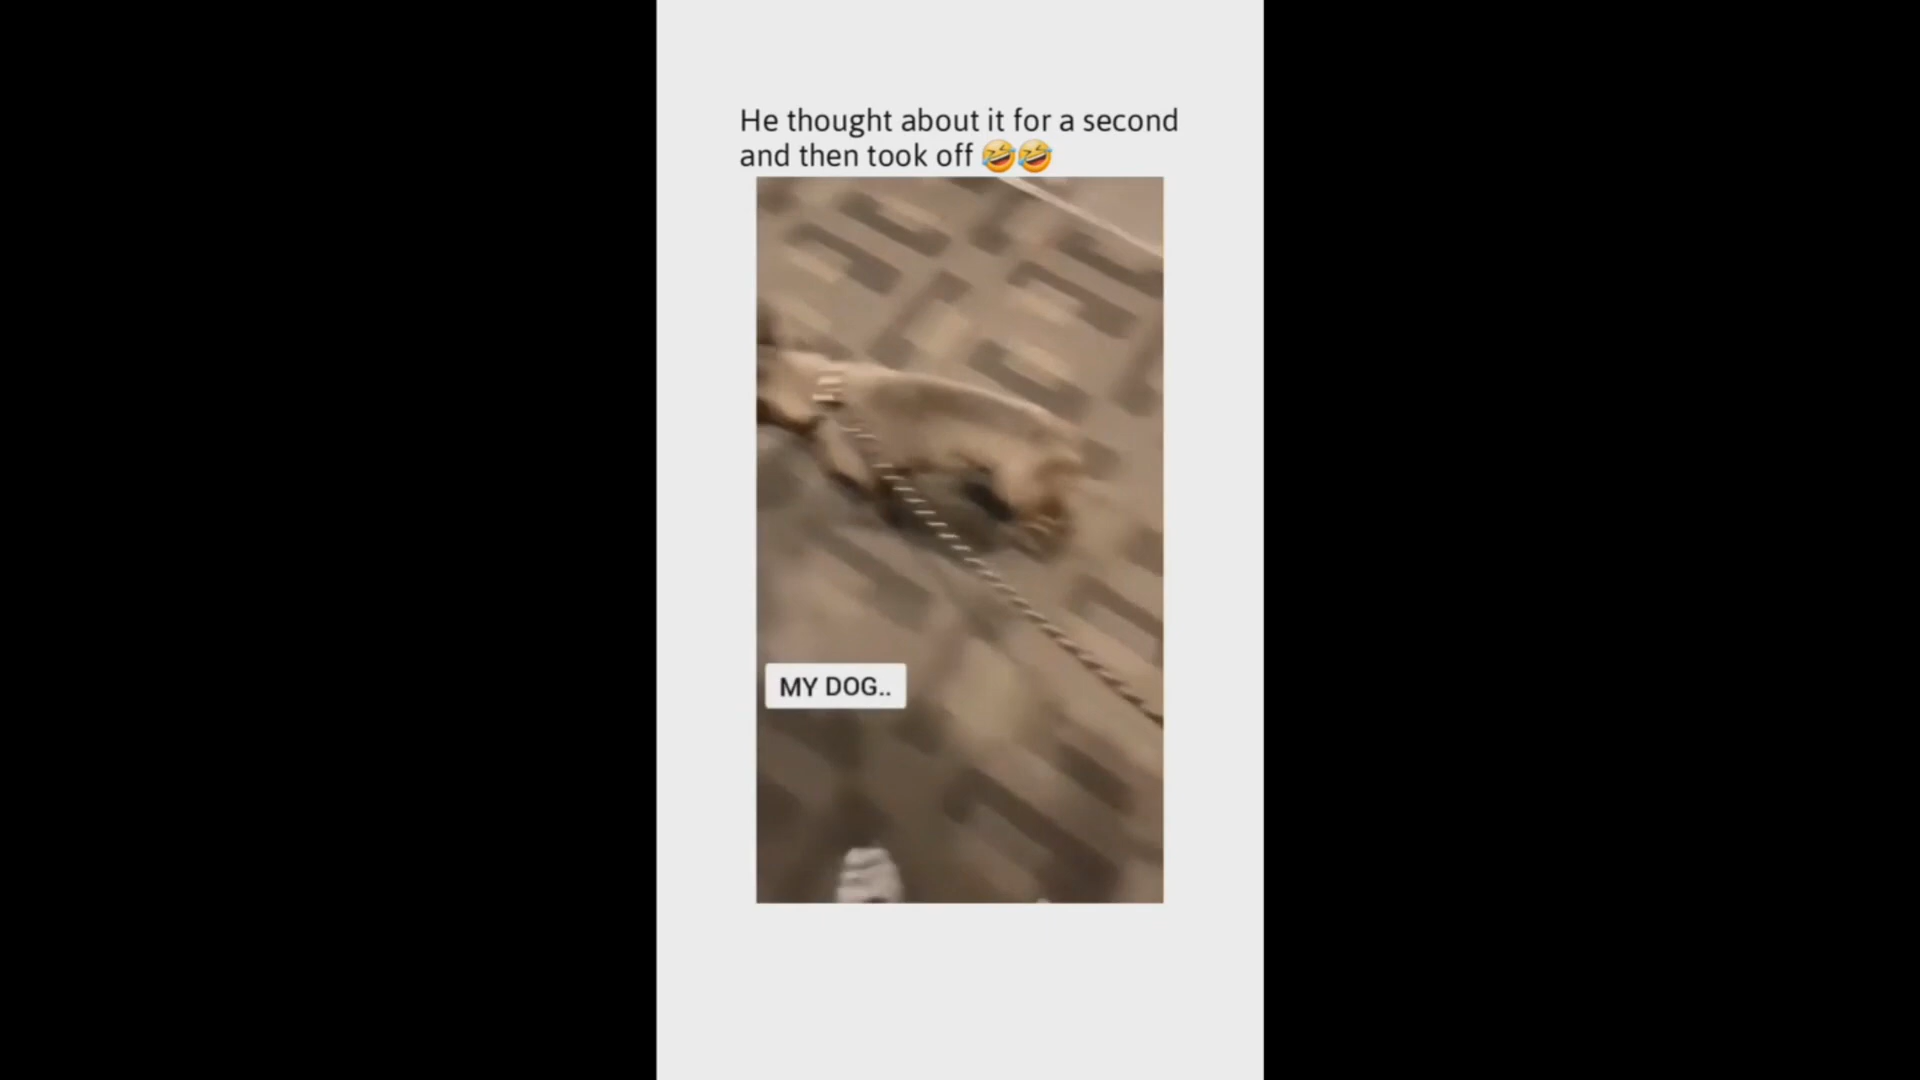 He thought about it for a second
and then took off 🤣🤣
MY DOG..